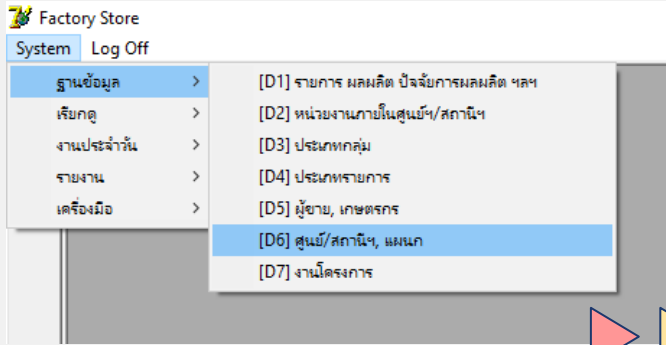 Factory Store
System Log Off
ฐานข้อมูล
เรียกดู
งานประจำวัน
รายงาน
เครื่องมือ
[D1] รายการ ผลผลิต ปัจจัยการผลผลิต ฯลฯ
[D2] หน่วยงานภายในศูนย์ฯ/สถานีฯ
[D3] ประเภทกลุ่ม
[D4] ประเภทรายการ
[D5] ผู้ขาย, เกษตรกร
[D6] ศูนย์/สถานีฯ, แผนก
[D7] งานโครงการ